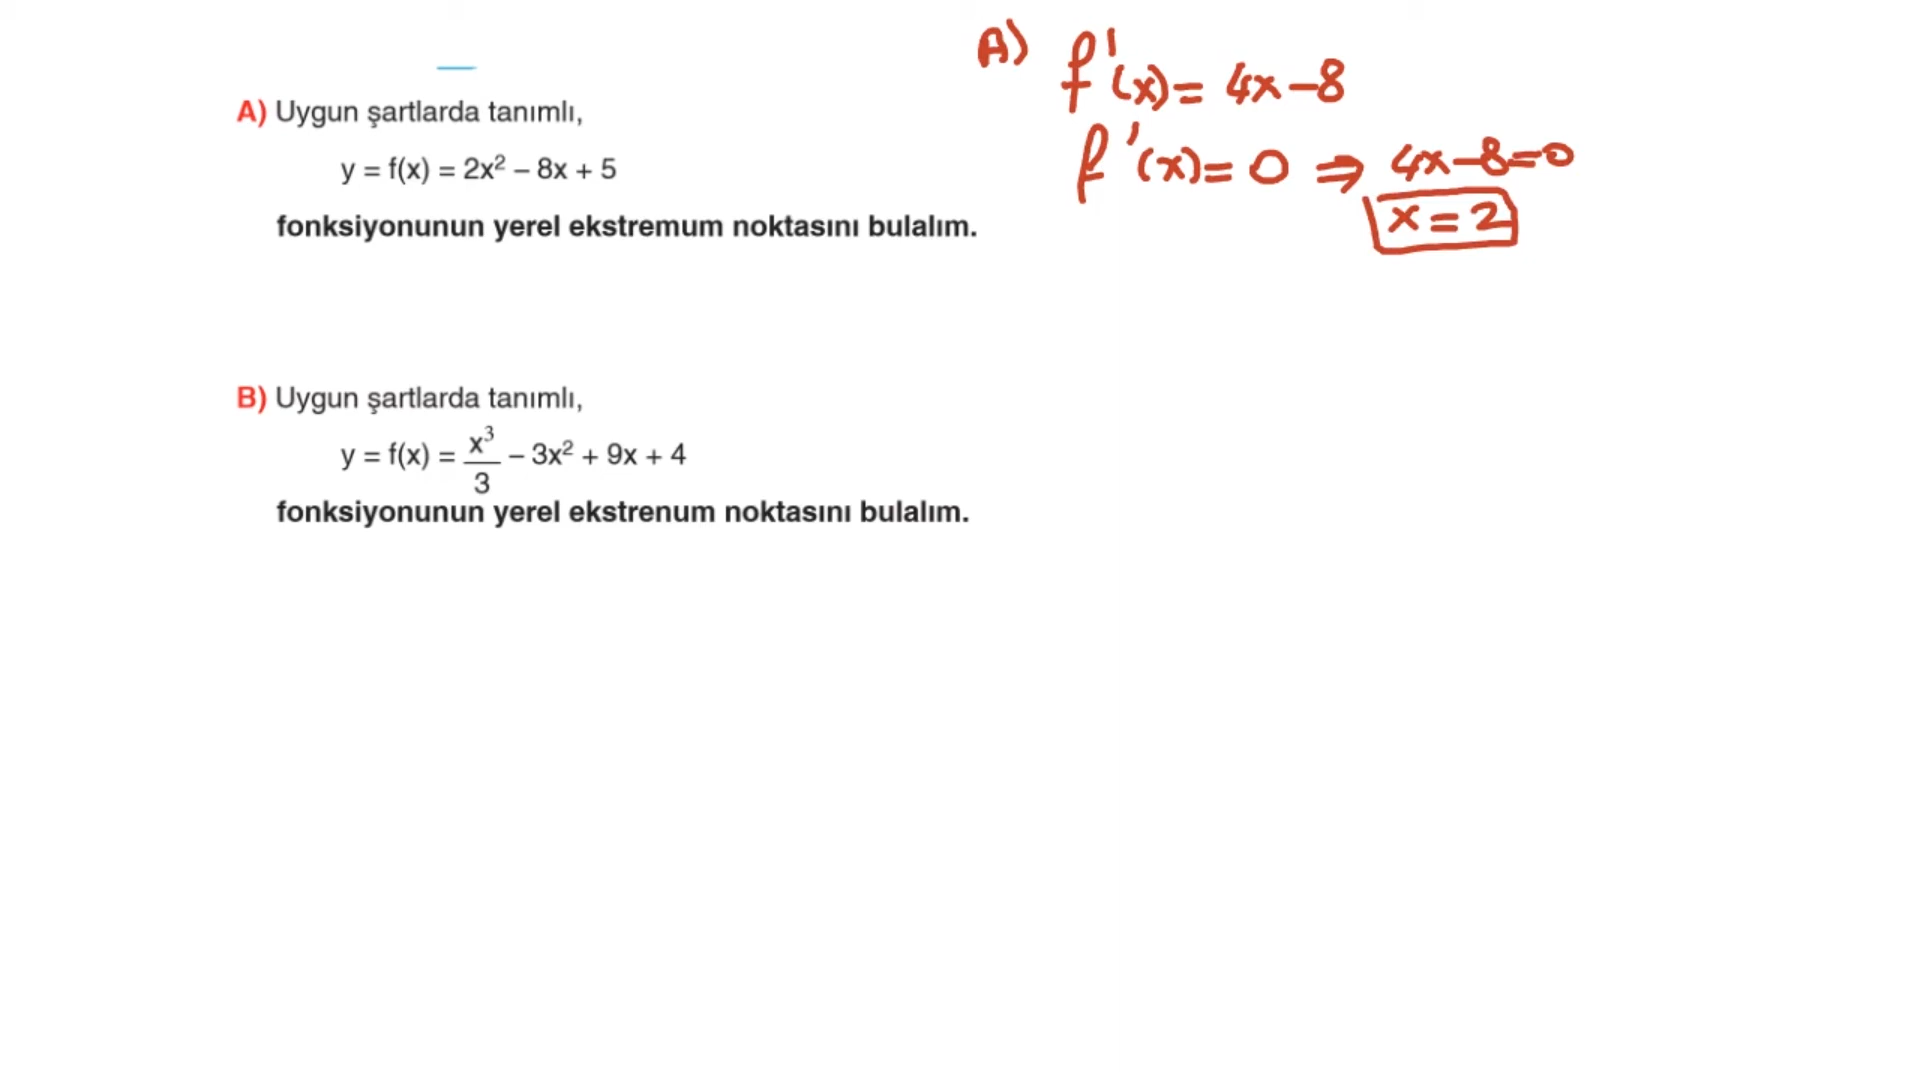 A) Uygun şartlarda tanımlı,
y = f(x) = 2x² – 8x + 5
fonksiyonunun yerel ekstremum noktasını bulalım.
A) f'(x) = 4x – 8
f'(x) = 0 ⇒ 4x – 8 = 0
x = 2
B) Uygun şartlarda tanımlı,
y = f(x) = x³/3 – 3x² + 9x + 4
fonksiyonunun yerel ekstrenum noktasını bulalım.